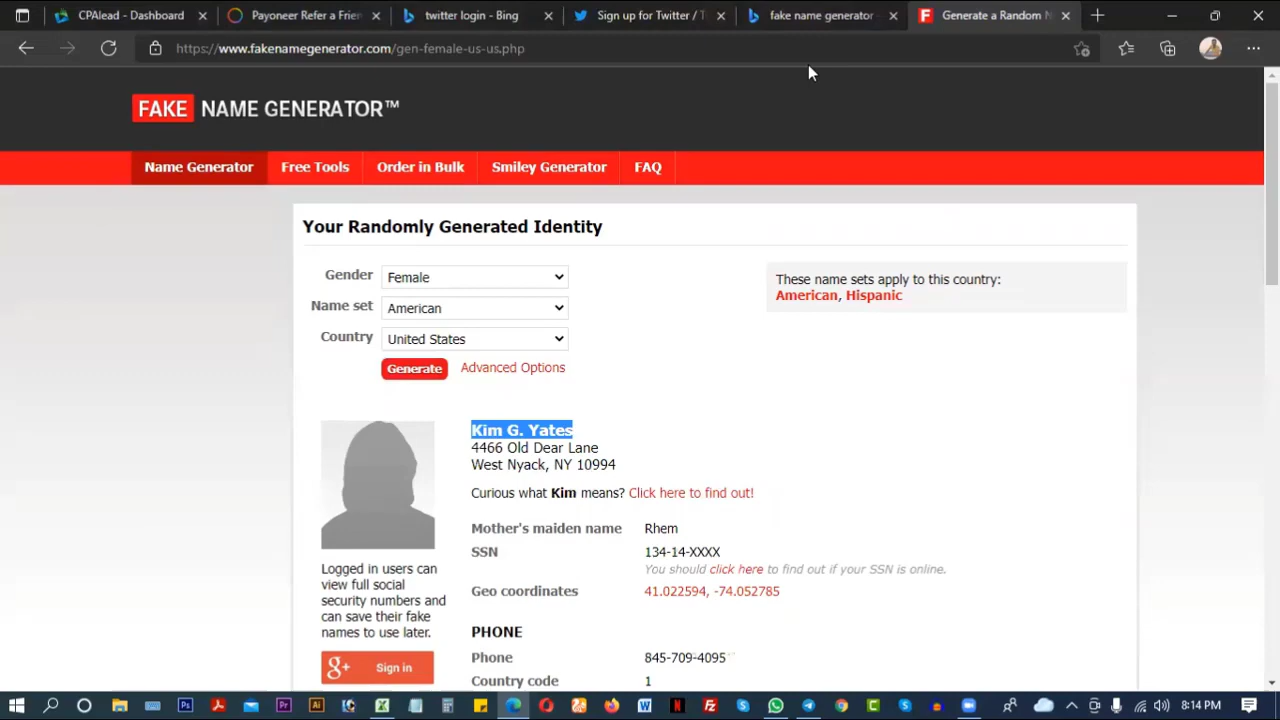 CPAlead - Dashboard
Payoneer Refer a Frien
twitter login - Bing
Sign up for Twitter / T
fake name generator -
Generate a Random N
https://www.fakenamegenerator.com/gen-female-us-us.php
FAKE NAME GENERATOR™
Name Generator Free Tools Order in Bulk Smiley Generator FAQ
Your Randomly Generated Identity
Gender Female
Name set American
Country United States
Generate Advanced Options
These name sets apply to this country:
American, Hispanic
Kim G. Yates
4466 Old Dear Lane
West Nyack, NY 10994
Curious what Kim means? Click here to find out!
Mother's maiden name Rhem
SSN 134-14-XXXX
You should click here to find out if your SSN is online.
Geo coordinates 41.022594, -74.052785
PHONE
Phone 845-709-4095
Country code 1
Logged in users can
view full social
security numbers and
can save their fake
names to use later.
g+ Sign in
8:14 PM